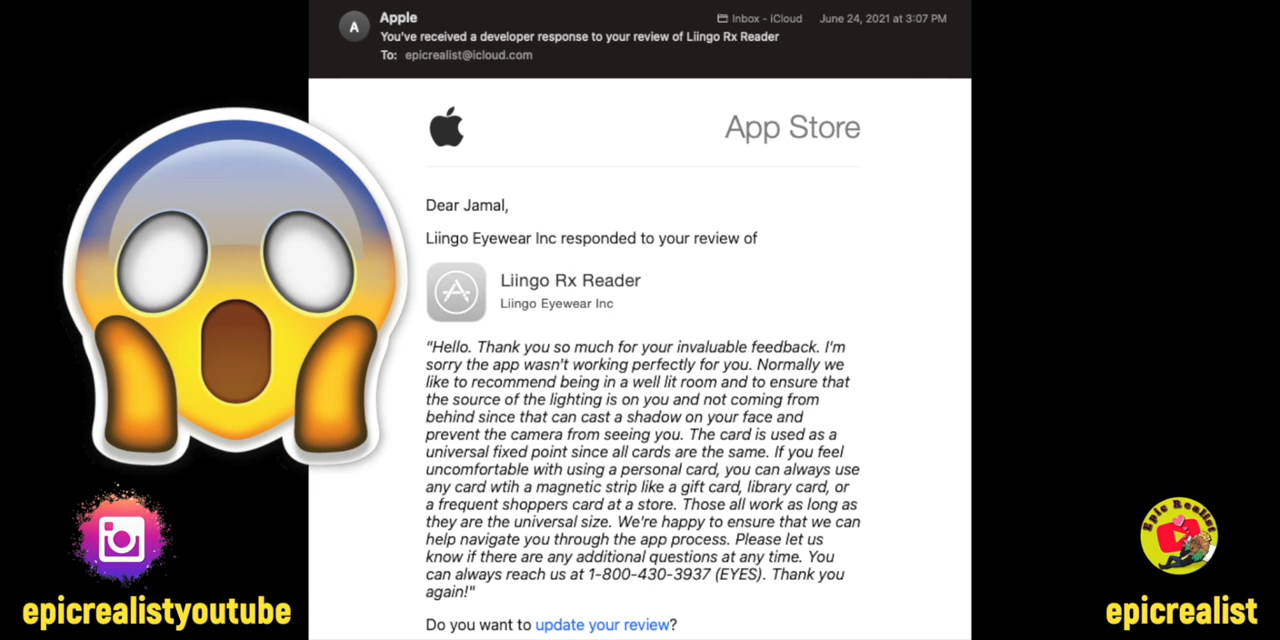 A
Apple
Inbox - iCloud
June 24, 2021 at 3:07 PM
You've received a developer response to your review of Liingo Rx Reader
To: epicrealist@icloud.com
App Store
Dear Jamal,
Liingo Eyewear Inc responded to your review of
Liingo Rx Reader
Liingo Eyewear Inc
"Hello. Thank you so much for your invaluable feedback. I'm
sorry the app wasn't working perfectly for you. Normally we
like to recommend being in a well lit room and to ensure that
the source of the lighting is on you and not coming from
behind since that can cast a shadow on your face and
prevent the camera from seeing you. The card is used as a
universal fixed point since all cards are the same. If you feel
uncomfortable with using a personal card, you can always use
any card wtih a magnetic strip like a gift card, library card, or
a frequent shoppers card at a store. Those all work as long as
they are the universal size. We're happy to ensure that we can
help navigate you through the app process. Please let us
know if there are any additional questions at any time. You
can always reach us at 1-800-430-3937 (EYES). Thank you
again!"
Do you want to update your review?
epicrealistyoutube
Epic Realist
epicrealist